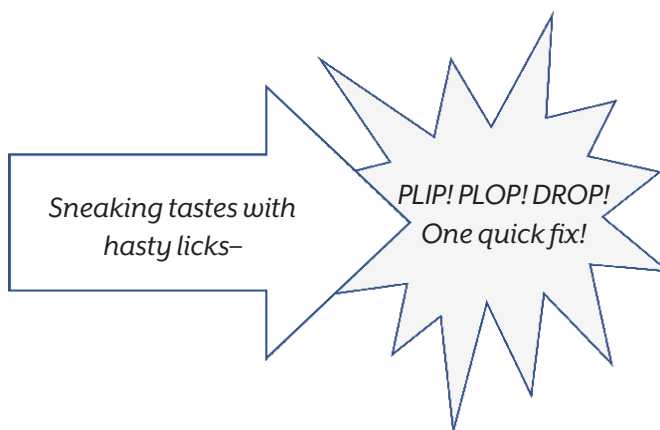 Sneaking tastes with
hasty licks–
PLIP! PLOP! DROP!
One quick fix!